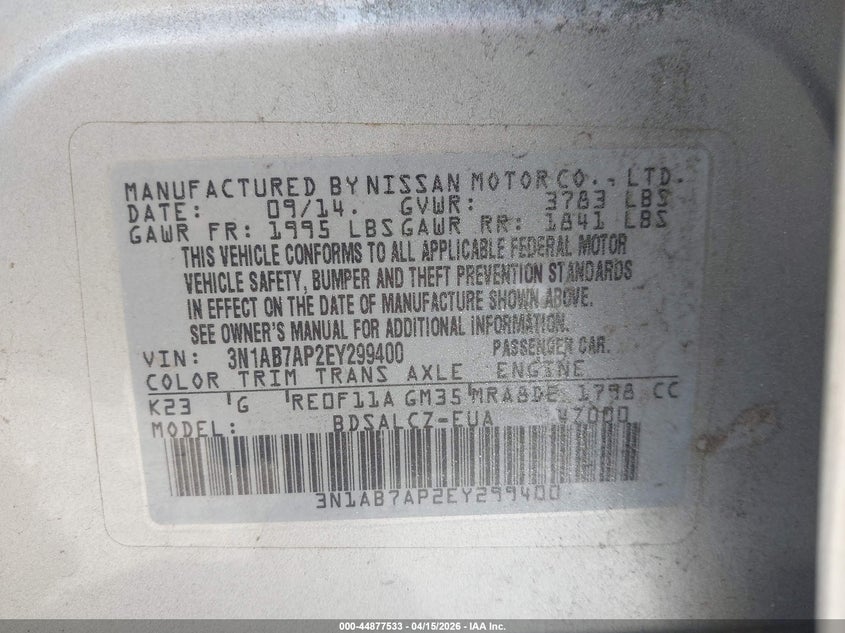 MANUFACTURED BY NISSAN MOTOR CO., LTD.
DATE: 09/14. GVWR: 3783 LBS
GAWR FR: 1995 LBS GAWR RR: 1841 LBS
THIS VEHICLE CONFORMS TO ALL APPLICABLE FEDERAL MOTOR
VEHICLE SAFETY, BUMPER AND THEFT PREVENTION STANDARDS
IN EFFECT ON THE DATE OF MANUFACTURE SHOWN ABOVE.
SEE OWNER'S MANUAL FOR ADDITIONAL INFORMATION.
VIN: 3N1AB7AP2EY299400 PASSENGER CAR.
COLOR TRIM TRANS AXLE ENGINE
K23 G RE0F11A GM35 MRA8DE 1798 CC
MODEL: BDSALCZ-EUA 47000
3N1AB7AP2EY299400
000-44877533 - 04/15/2026 - IAA Inc.